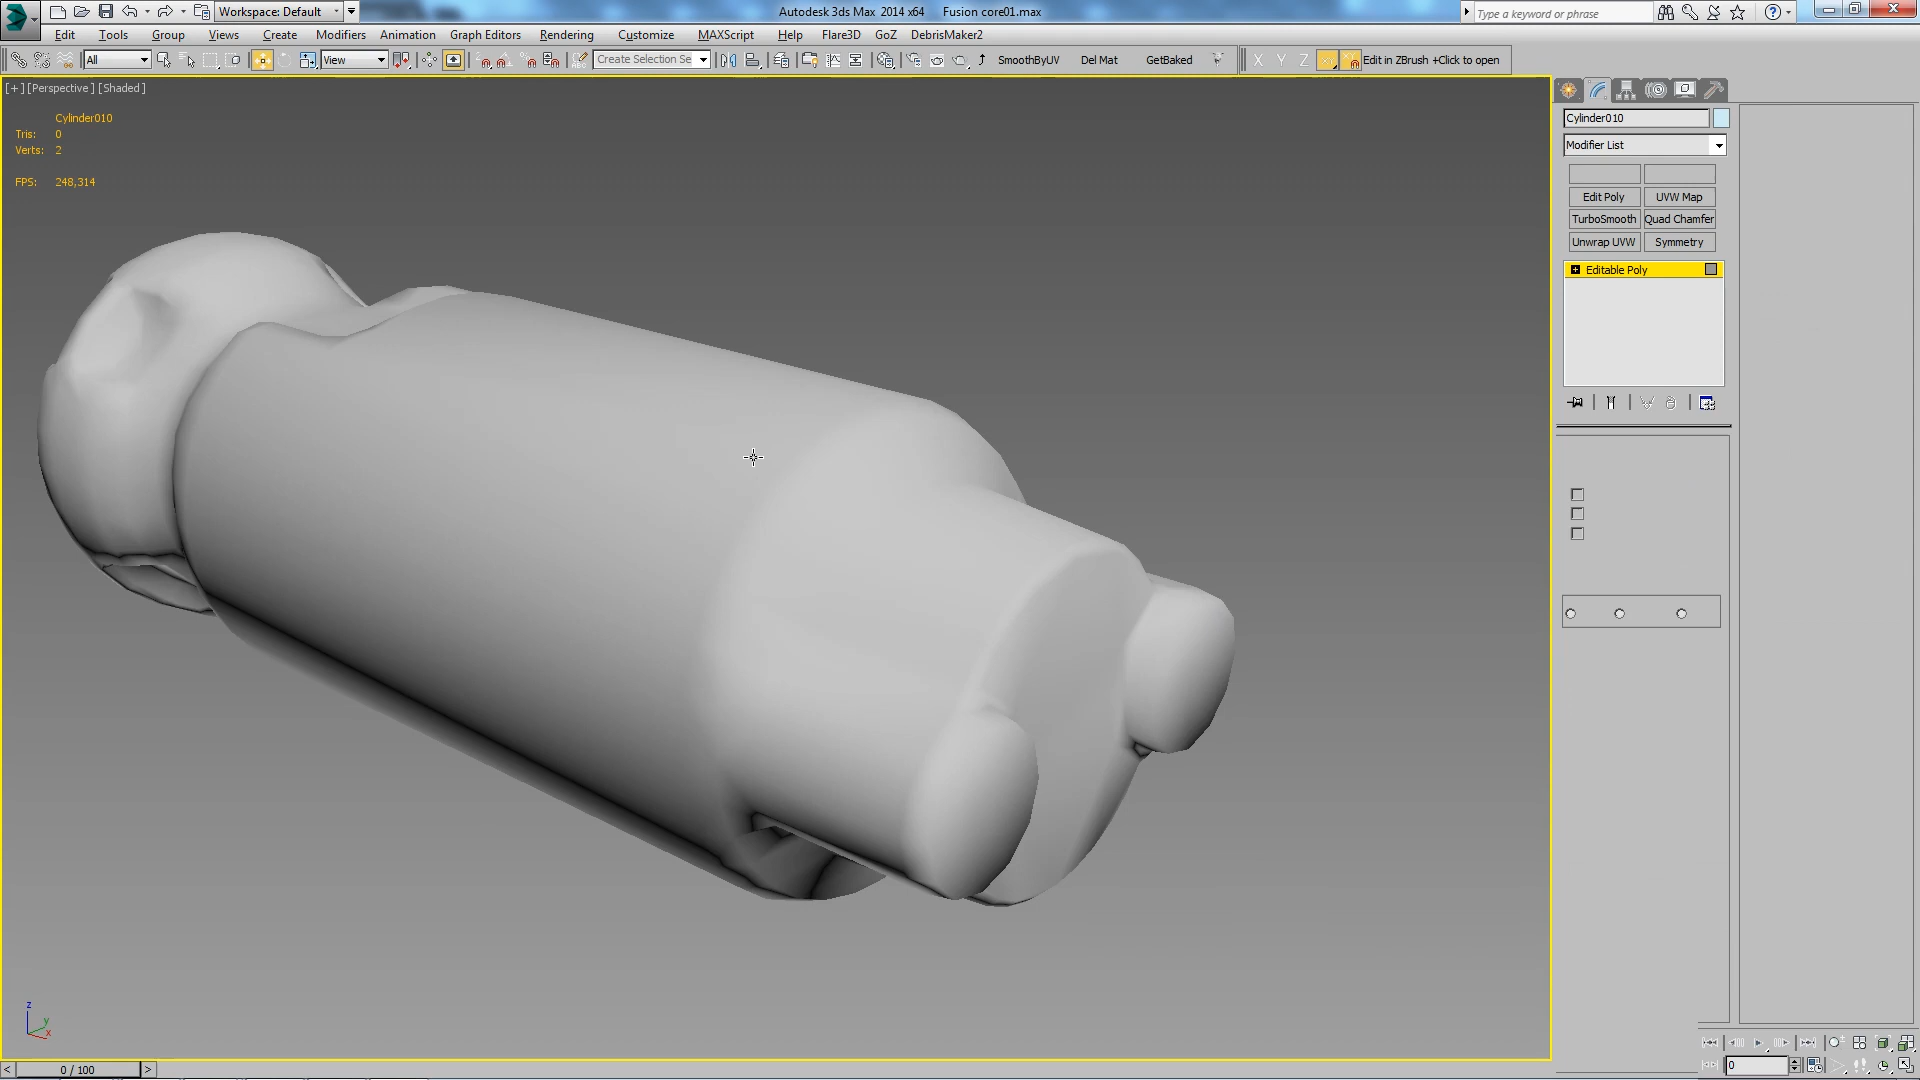 Workspace: Default
Autodesk 3ds Max 2014 x64 Fusion core01.max
Type a keyword or phrase
Edit Tools Group Views Create Modifiers Animation Graph Editors Rendering Customize MAXScript Help Flare3D GoZ DebrisMaker2
All View Create Selection Se SmoothByUV Del Mat GetBaked X Y Z Edit in ZBrush +Click to open
[+] [Perspective ] [Shaded ]
Cylinder010
Tris: 0
Verts: 2
FPS: 248,314
Cylinder010
Modifier List
Edit Poly UVW Map
TurboSmooth Quad Chamfer
Unwrap UVW Symmetry
Editable Poly
z
y
x
< 0 / 100 >
0